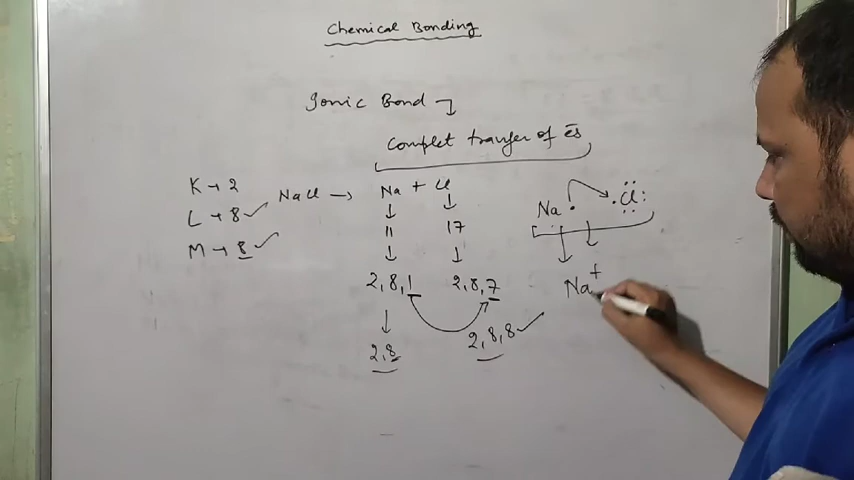 Chemical Bonding
Ionic Bond
Complet tranfer of ēs
K → 2
L → 8 ✓
M → 8 ✓
NaCl → Na + Cl
11 17
2,8,1 2,8,7
2,8 2,8,8 ✓
Na · · Cl :
Na+